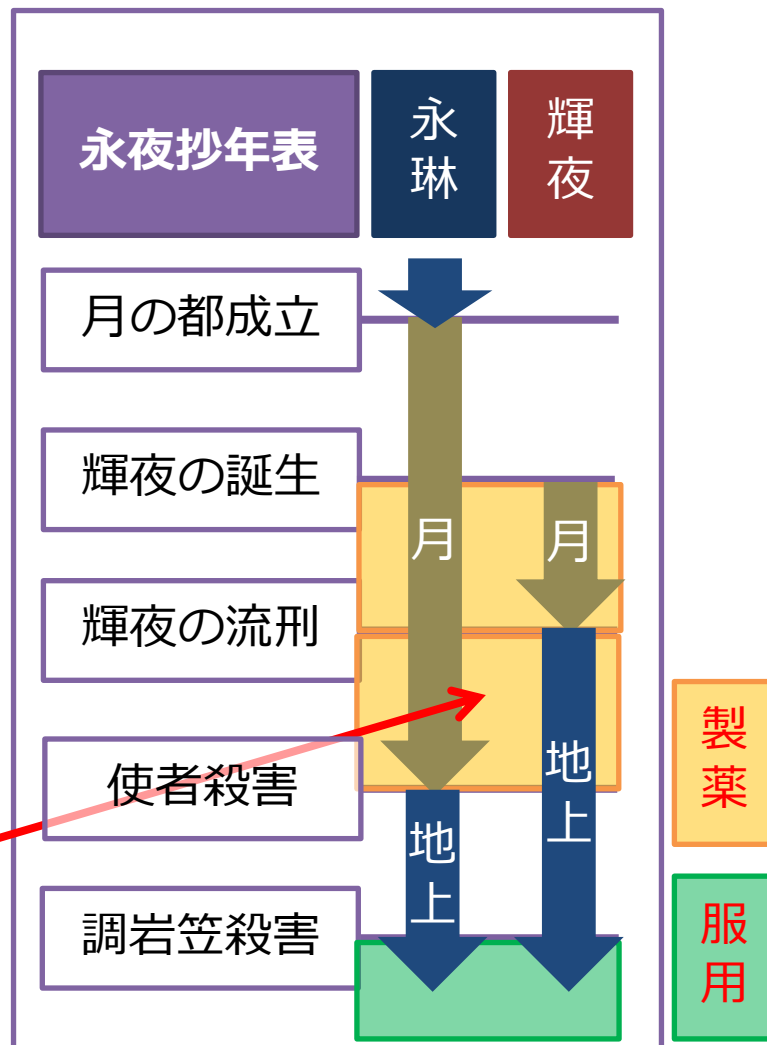 永夜抄年表
永琳
輝夜
月の都成立
輝夜の誕生
月
月
輝夜の流刑
使者殺害
地上
地上
製薬
調岩笠殺害
服用